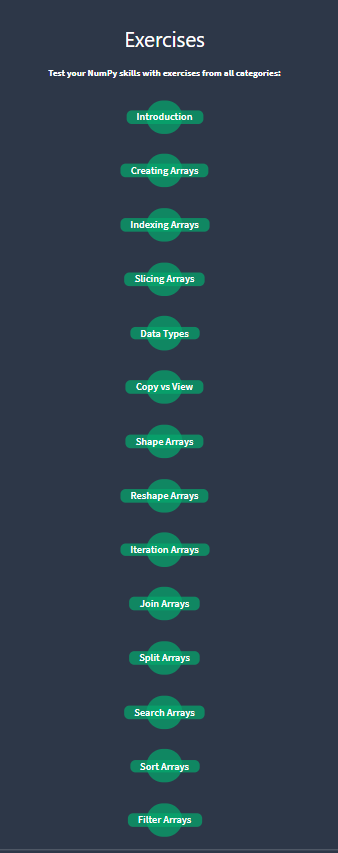 Exercises
Test your NumPy skills with exercises from all categories:
Introduction
Creating Arrays
Indexing Arrays
Slicing Arrays
Data Types
Copy vs View
Shape Arrays
Reshape Arrays
Iteration Arrays
Join Arrays
Split Arrays
Search Arrays
Sort Arrays
Filter Arrays